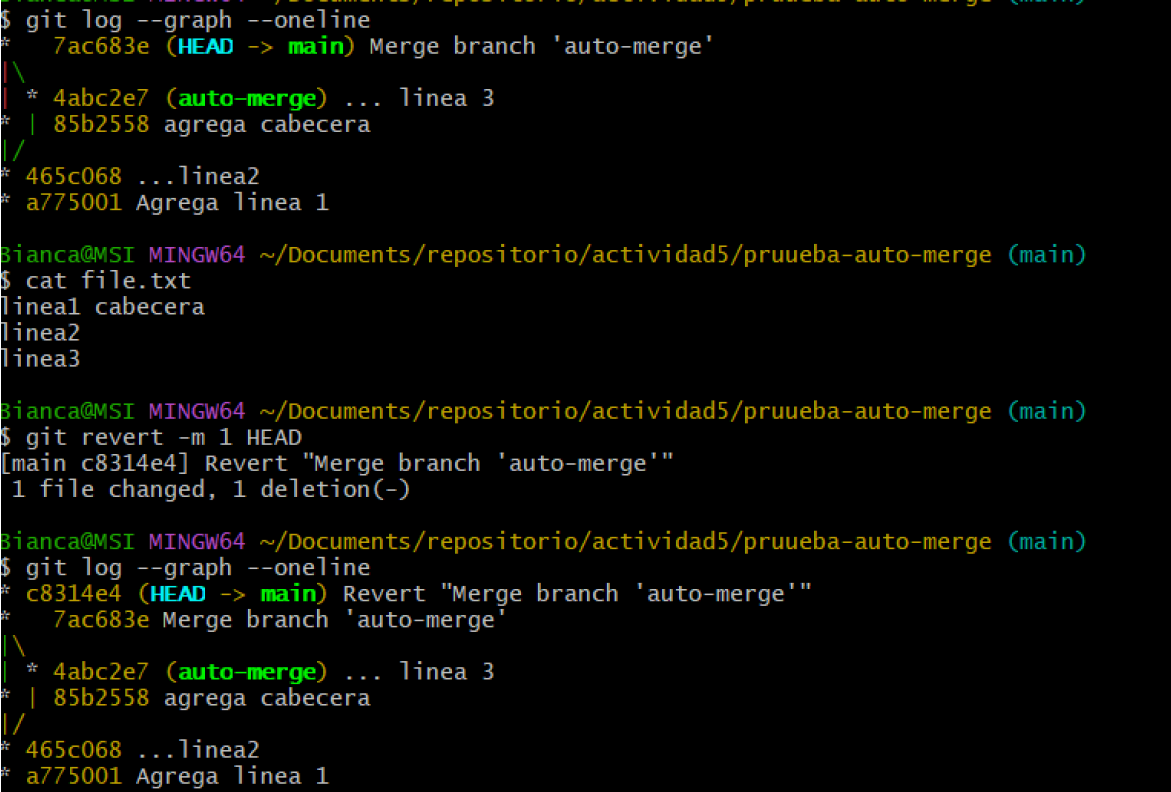 $ git log --graph --oneline
*   7ac683e (HEAD -> main) Merge branch 'auto-merge'
|\
| * 4abc2e7 (auto-merge) ... linea 3
* | 85b2558 agrega cabecera
|/
* 465c068 ...linea2
* a775001 Agrega linea 1
Bianca@MSI MINGW64 ~/Documents/repositorio/actividad5/pruueba-auto-merge (main)
$ cat file.txt
linea1 cabecera
linea2
linea3
Bianca@MSI MINGW64 ~/Documents/repositorio/actividad5/pruueba-auto-merge (main)
$ git revert -m 1 HEAD
[main c8314e4] Revert "Merge branch 'auto-merge'"
 1 file changed, 1 deletion(-)
Bianca@MSI MINGW64 ~/Documents/repositorio/actividad5/pruueba-auto-merge (main)
$ git log --graph --oneline
* c8314e4 (HEAD -> main) Revert "Merge branch 'auto-merge'"
*   7ac683e Merge branch 'auto-merge'
|\
| * 4abc2e7 (auto-merge) ... linea 3
* | 85b2558 agrega cabecera
|/
* 465c068 ...linea2
* a775001 Agrega linea 1